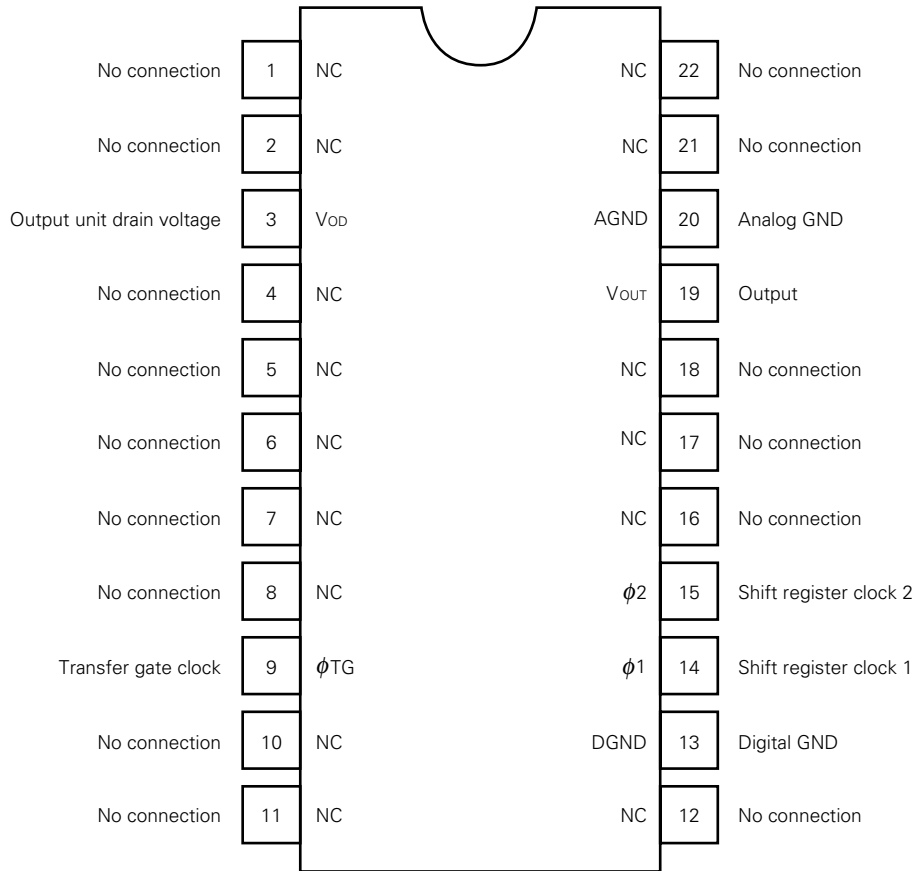 No connection 1 NC NC 22 No connection
No connection 2 NC NC 21 No connection
Output unit drain voltage 3 VOD AGND 20 Analog GND
No connection 4 NC VOUT 19 Output
No connection 5 NC NC 18 No connection
No connection 6 NC NC 17 No connection
No connection 7 NC NC 16 No connection
No connection 8 NC ϕ2 15 Shift register clock 2
Transfer gate clock 9 ϕTG ϕ1 14 Shift register clock 1
No connection 10 NC DGND 13 Digital GND
No connection 11 NC NC 12 No connection